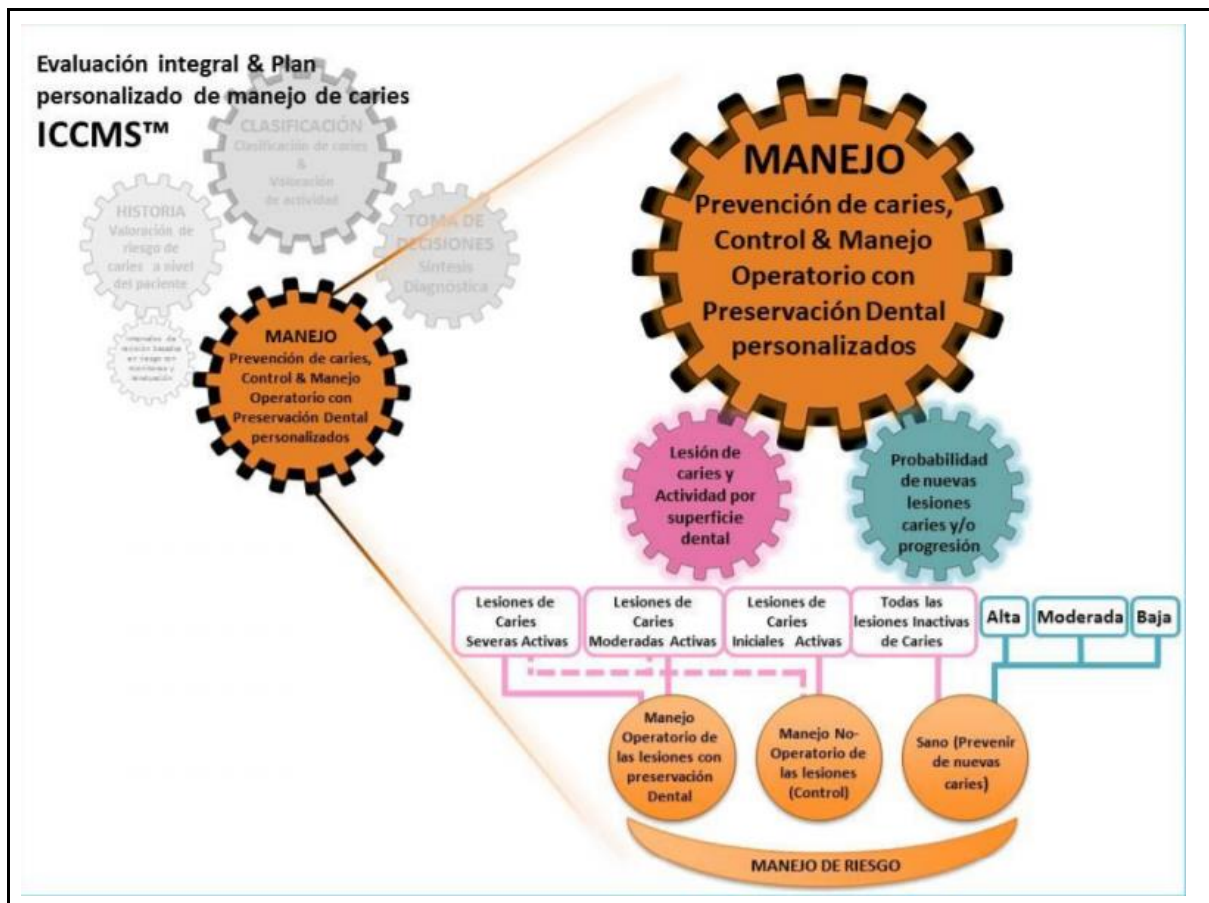 Evaluación integral & Plan
personalizado de manejo de caries
ICCMS™
CLASIFICACIÓN
Clasificación de caries
&
Valoración
de actividad
HISTORIA
Valoración de
riesgo de
caries a nivel
del paciente
TOMA DE
DECISIONES
Síntesis
Diagnóstica
MANEJO
Prevención de caries,
Control & Manejo
Operatorio con
Preservación Dental
personalizados
MANEJO
Prevención de caries,
Control & Manejo
Operatorio con
Preservación Dental
personalizados
Lesión de
caries y
Actividad por
superficie
dental
Probabilidad
de nuevas
lesiones
caries y/o
progresión
Lesiones de
Caries
Severas Activas
Lesiones de
Caries
Moderadas Activas
Lesiones de
Caries
Iniciales Activas
Todas las
lesiones Inactivas
de Caries
Alta
Moderada
Baja
Manejo
Operatorio de
las lesiones con
preservación
Dental
Manejo No-
Operatorio de
las lesiones
(Control)
Sano (Prevenir
de nuevas
caries)
MANEJO DE RIESGO